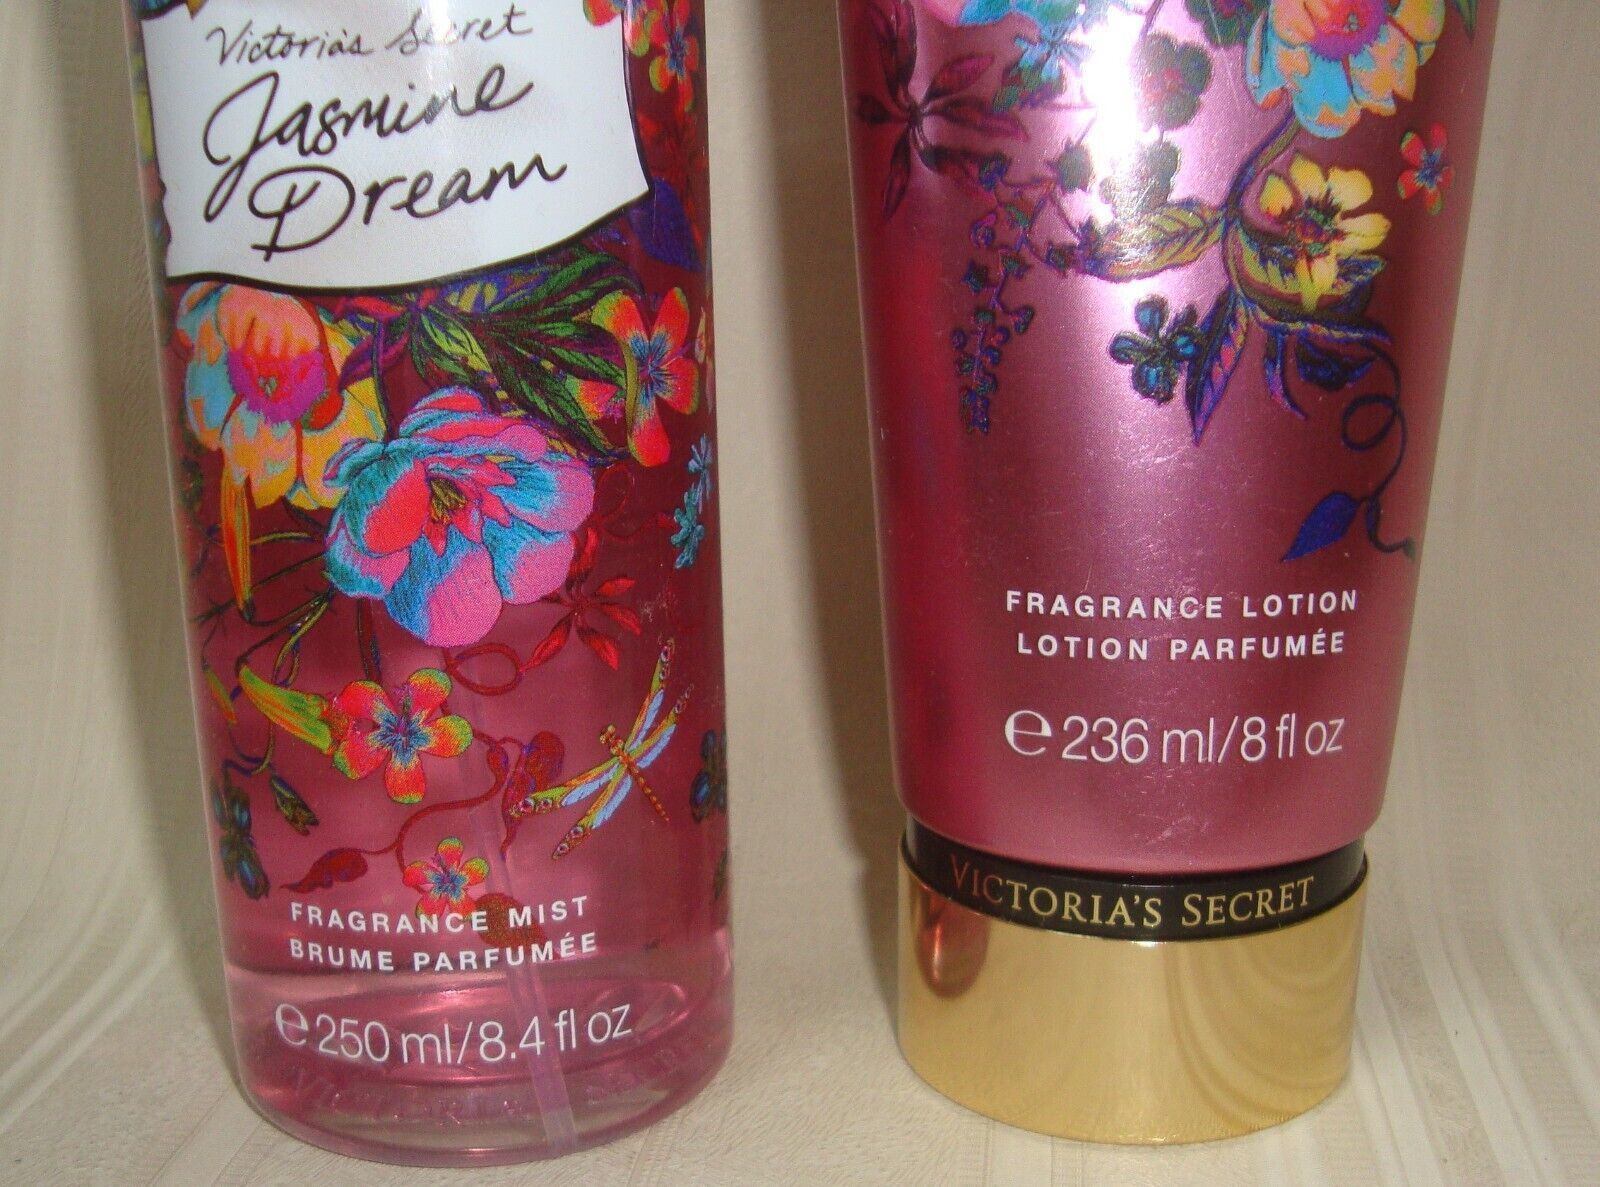 Victoria's Secret
Jasmine
Dream
FRAGRANCE MIST
BRUME PARFUMÉE
℮ 250 ml/8.4 fl oz
FRAGRANCE LOTION
LOTION PARFUMÉE
℮ 236 ml/8 fl oz
VICTORIA'S SECRET